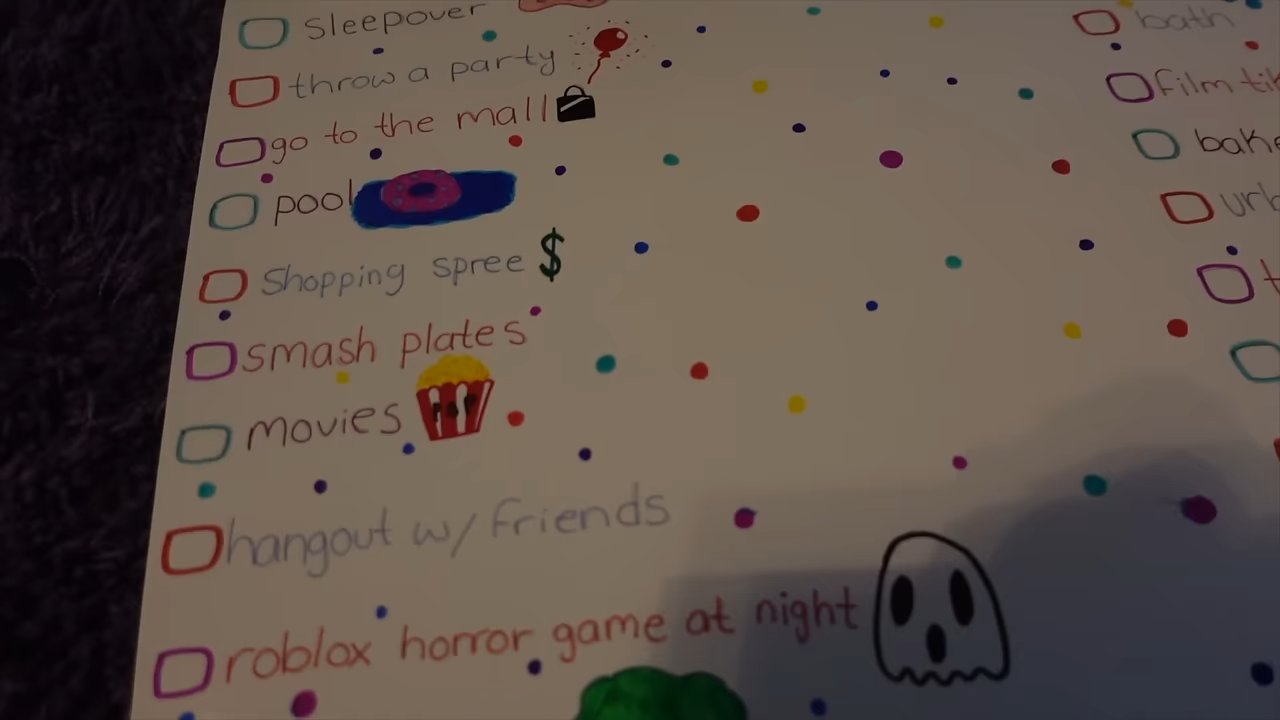 Sleepover
throw a party
go to the mall
pool
Shopping spree $
smash plates
movies
hangout w/ friends
roblox horror game at night
bath
film